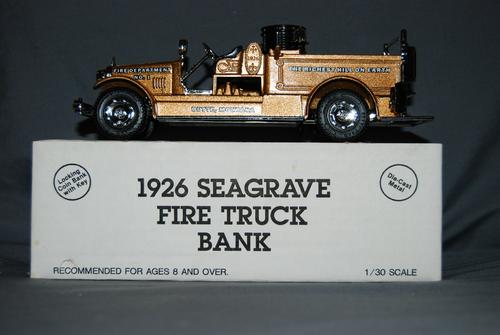 FIRE DEPARTMENT
NO. 1
THE RICHEST HILL ON EARTH
BUTTE, MONTANA
Locking
Coin Bank
with Key
Die-Cast
Metal
1926 SEAGRAVE
FIRE TRUCK
BANK
RECOMMENDED FOR AGES 8 AND OVER.
1/30 SCALE